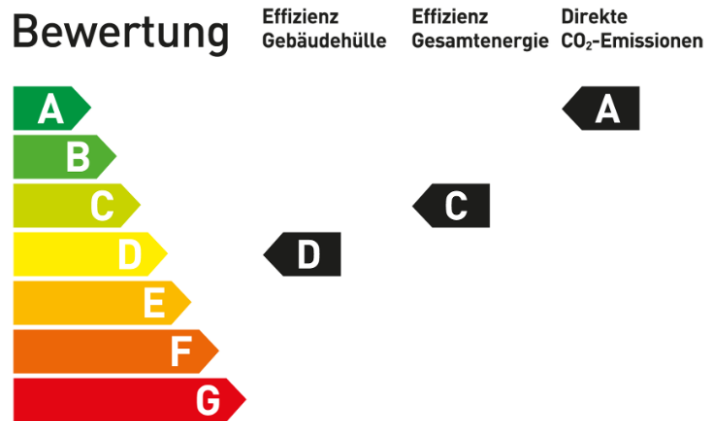 Bewertung
Effizienz
Gebäudehülle
Effizienz
Gesamtenergie
Direkte
CO₂-Emissionen
A
A
B
C
C
D
D
E
F
G